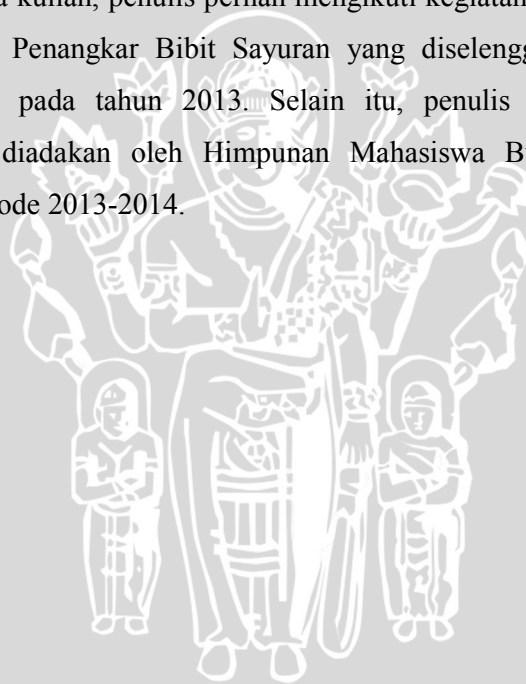 kuliah, penulis pernah mengikuti kegiatan
Penangkar Bibit Sayuran yang diselengg
pada tahun 2013. Selain itu, penulis
diadakan oleh Himpunan Mahasiswa B
ode 2013-2014.